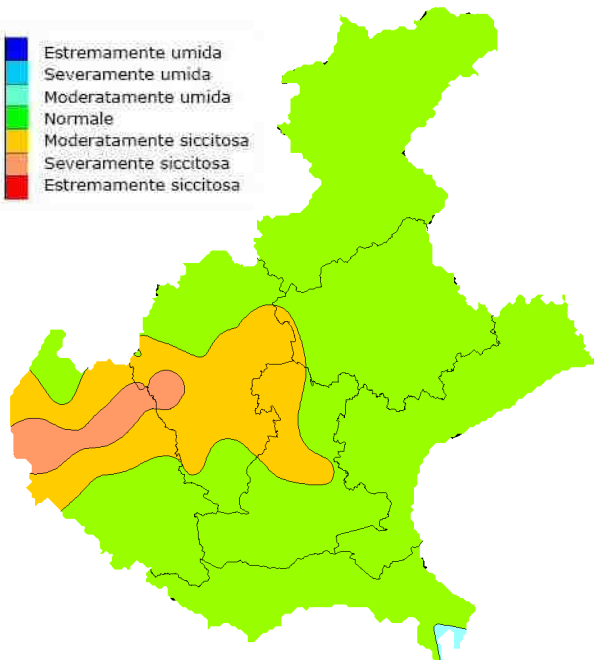 Estremamente umida
Severamente umida
Moderatamente umida
Normale
Moderatamente siccitosa
Severamente siccitosa
Estremamente siccitosa